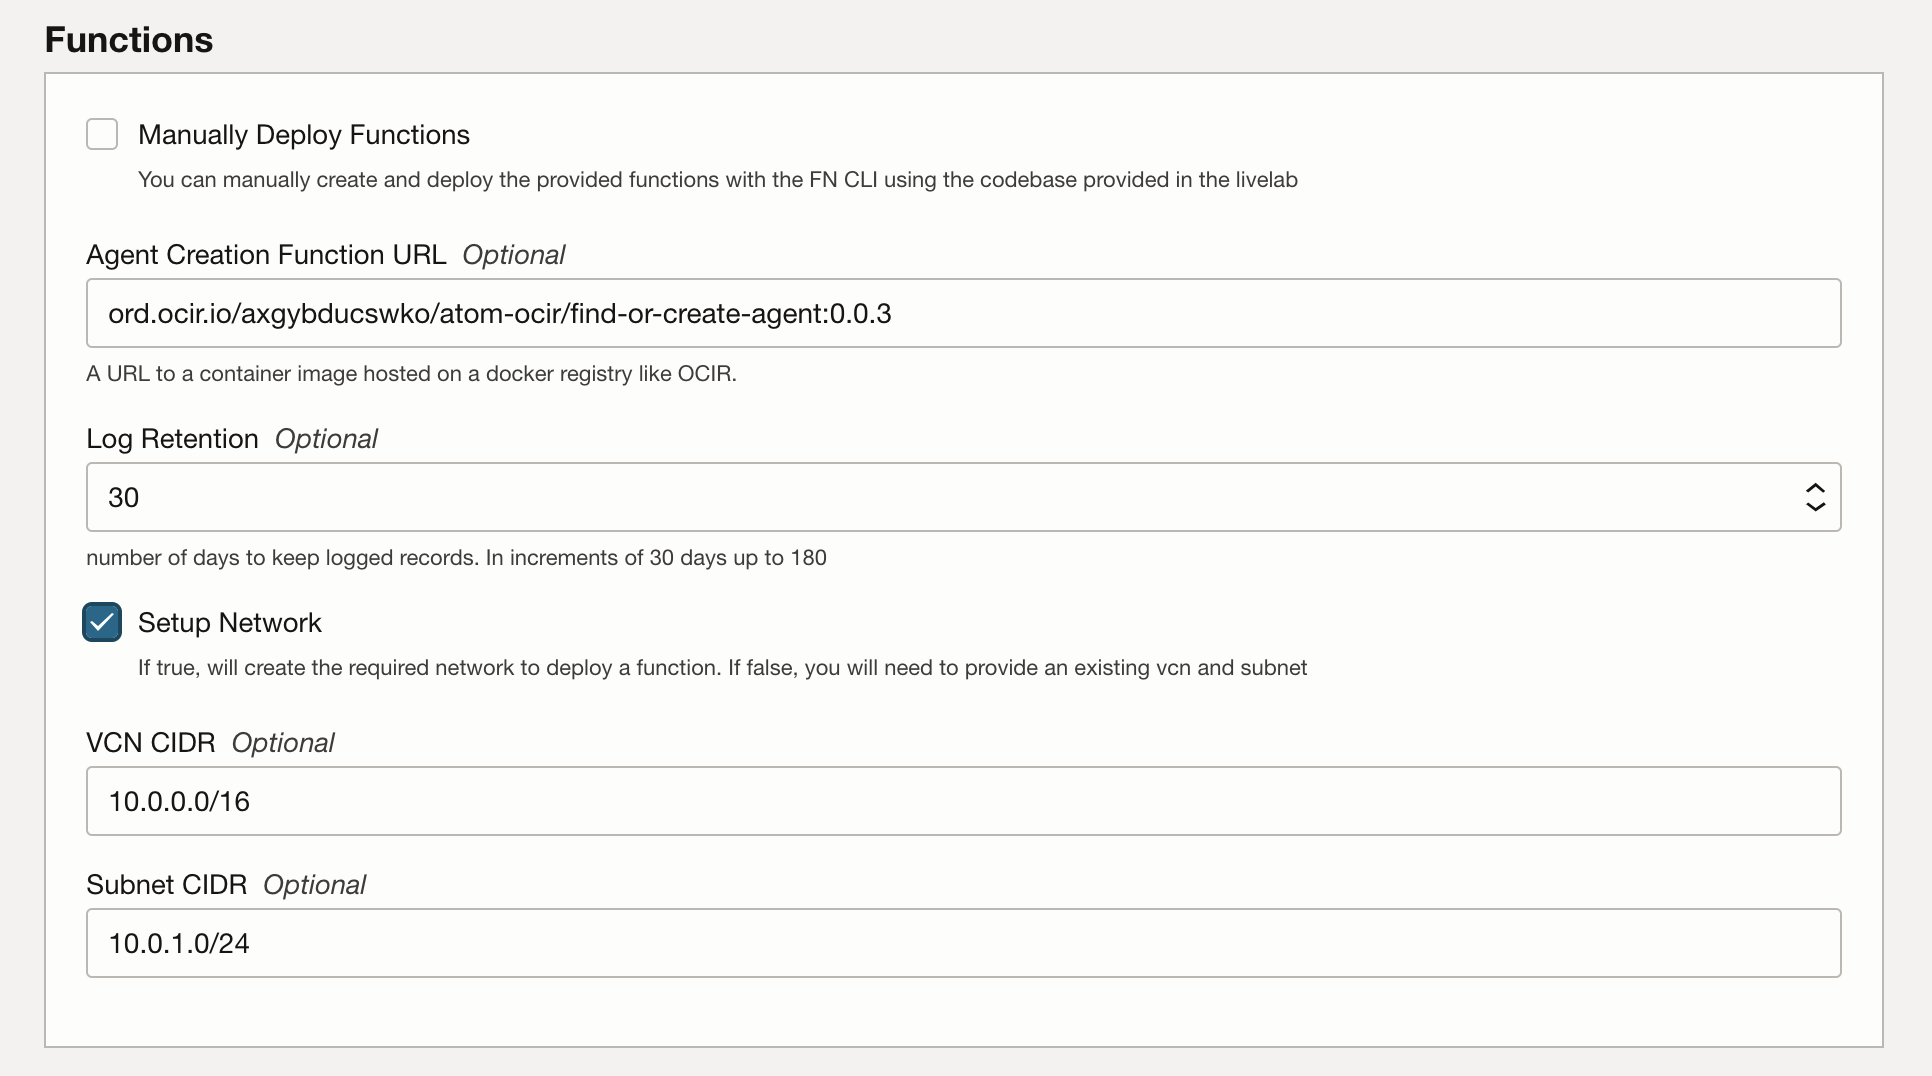 Functions
Manually Deploy Functions
You can manually create and deploy the provided functions with the FN CLI using the codebase provided in the livelab
Agent Creation Function URL Optional
ord.ocir.io/axgybducswko/atom-ocir/find-or-create-agent:0.0.3
A URL to a container image hosted on a docker registry like OCIR.
Log Retention Optional
30
number of days to keep logged records. In increments of 30 days up to 180
Setup Network
If true, will create the required network to deploy a function. If false, you will need to provide an existing vcn and subnet
VCN CIDR Optional
10.0.0.0/16
Subnet CIDR Optional
10.0.1.0/24